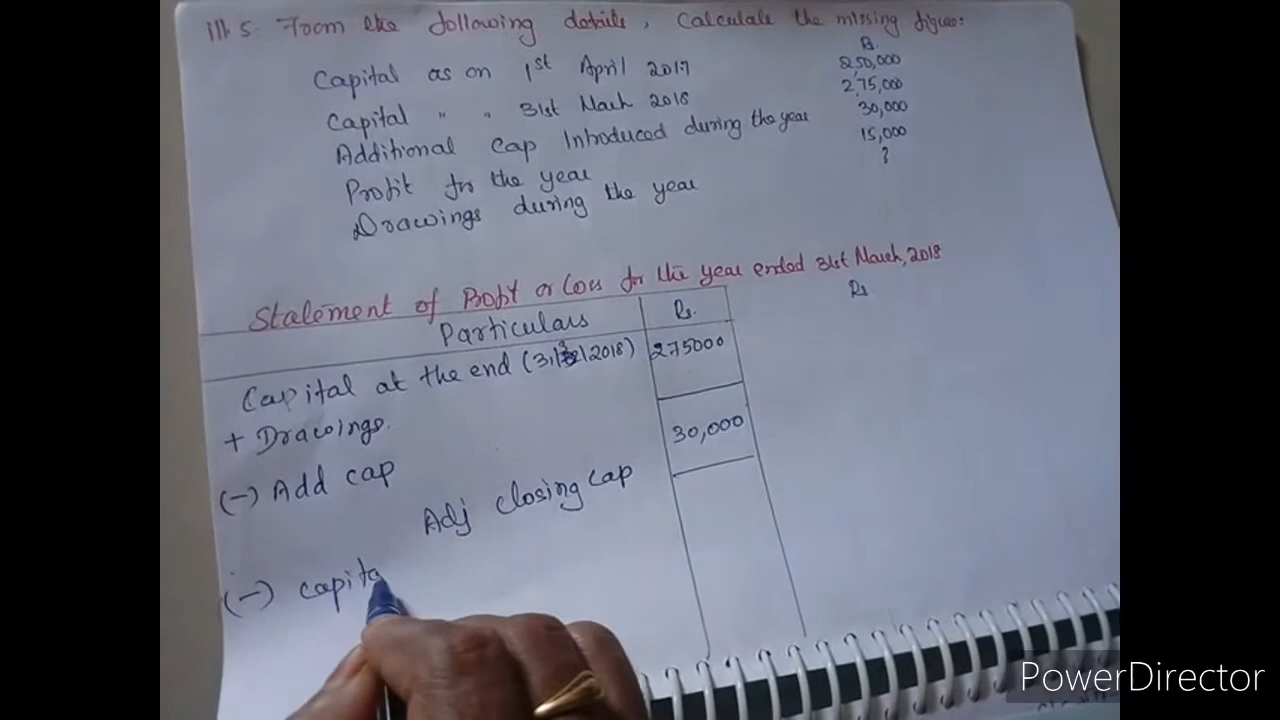 Ill. 5. From the following details, Calculate the missing figure:
Rs.
Capital as on 1st April 2017 250,000
Capital " " 31st March 2018 2,75,000
Additional Cap Introduced during the year 30,000
Profit for the year 15,000
Drawings during the year ?
Statement of Profit or Loss for the year ended 31st March, 2018
Particulars Rs. Rs
Capital at the end (31/3/2018) 275000
+ Drawings.
(-) Add cap 30,000
Adj closing cap
(-) Capita
PowerDirector